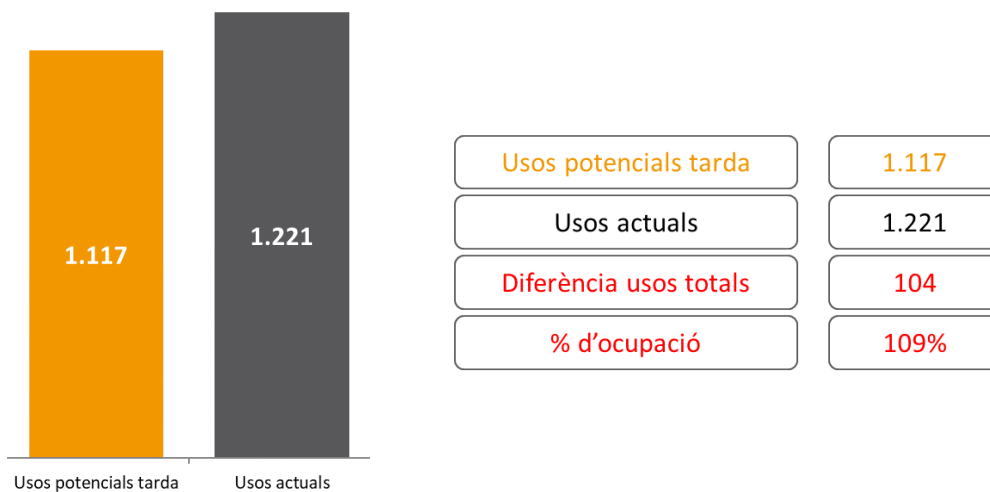 1.117
1.221
Usos potencials tarda
Usos actuals
Usos potencials tarda 1.117
Usos actuals 1.221
Diferència usos totals 104
% d’ocupació 109%